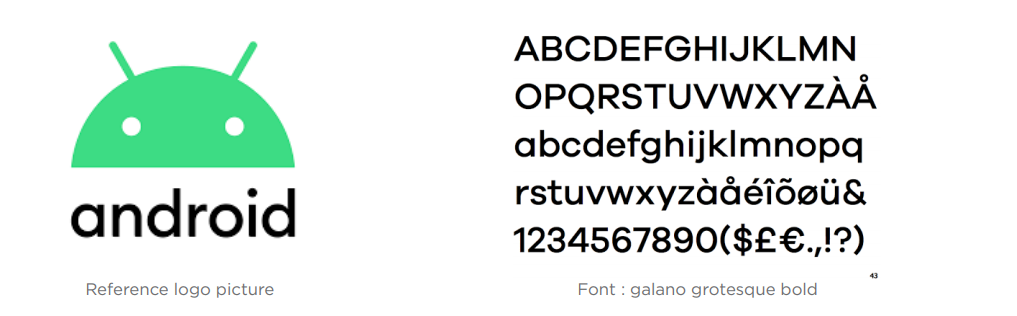 android
Reference logo picture
ABCDEFGHIJKLMN
OPQRSTUVWXYZÀÅ
abcdefghijklmnopq
rstuvwxyzàåéîõøü&
1234567890($£€.,!?)
43
Font : galano grotesque bold